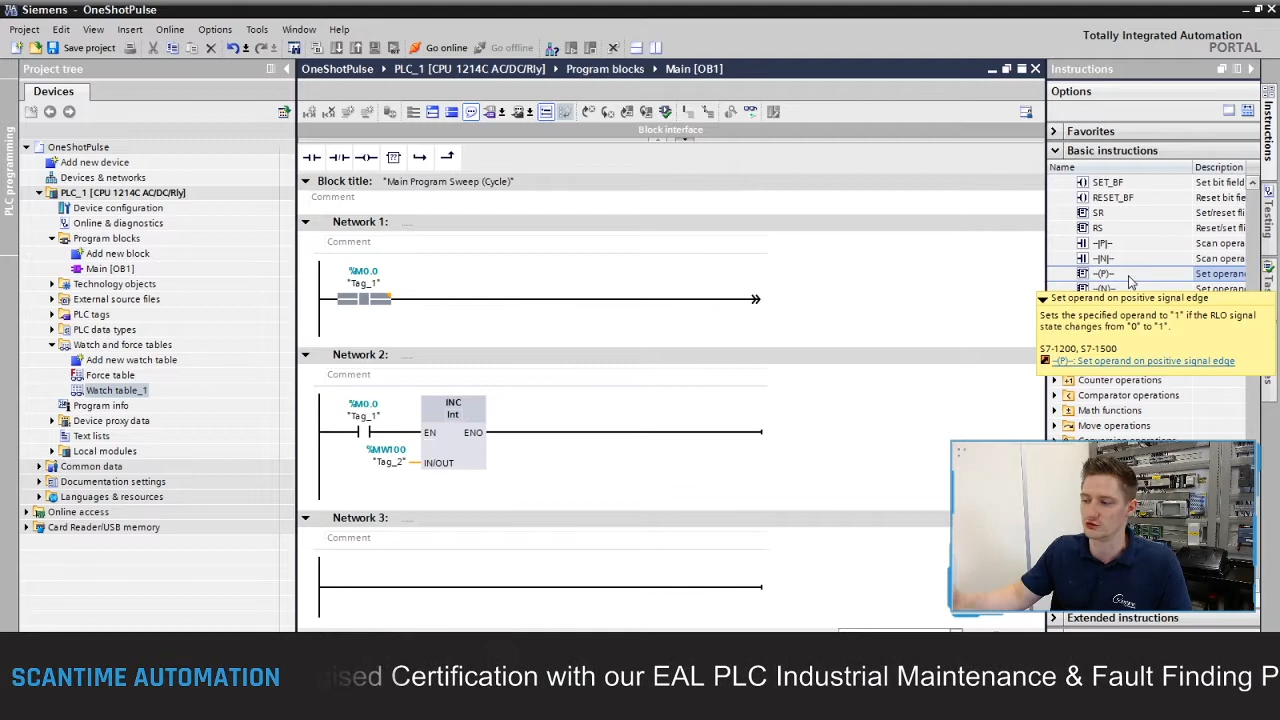 Siemens - OneShotPulse
Project Edit View Insert Online Options Tools Window Help
Totally Integrated Automation
PORTAL
Save project
Go online
Go offline
Project tree
OneShotPulse
PLC_1 [CPU 1214C AC/DC/Rly]
Program blocks
Main [OB1]
Instructions
Devices
Options
PLC programming
Block interface
Favorites
Basic instructions
Name
Description
OneShotPulse
Add new device
Devices & networks
PLC_1 [CPU 1214C AC/DC/Rly]
Device configuration
Online & diagnostics
Program blocks
Add new block
Main [OB1]
Technology objects
External source files
PLC tags
PLC data types
Watch and force tables
Add new watch table
Force table
Watch table_1
Program info
Device proxy data
Text lists
Local modules
Common data
Documentation settings
Languages & resources
Online access
Card Reader/USB memory
Block title: "Main Program Sweep (Cycle)"
Comment
Network 1: .....
Comment
%M0.0
"Tag_1"
Network 2: .....
Comment
%M0.0
"Tag_1"
INC
Int
EN ENO
%MW100
"Tag_2"
IN/OUT
Network 3: .....
Comment
SET_BF Set bit field
RESET_BF Reset bit fie
SR Set/reset fli
RS Reset/set fli
–|P|– Scan opera
–|N|– Scan opera
–(P)– Set operand
–(N)– Set operand
Set operand on positive signal edge
Sets the specified operand to "1" if the RLO signal
state changes from "0" to "1".
S7-1200, S7-1500
–(P)–: Set operand on positive signal edge
Counter operations
Comparator operations
Math functions
Move operations
Extended instructions
Instructions
Testing
SCANTIME AUTOMATION
gised Certification with our EAL PLC Industrial Maintenance & Fault Finding P